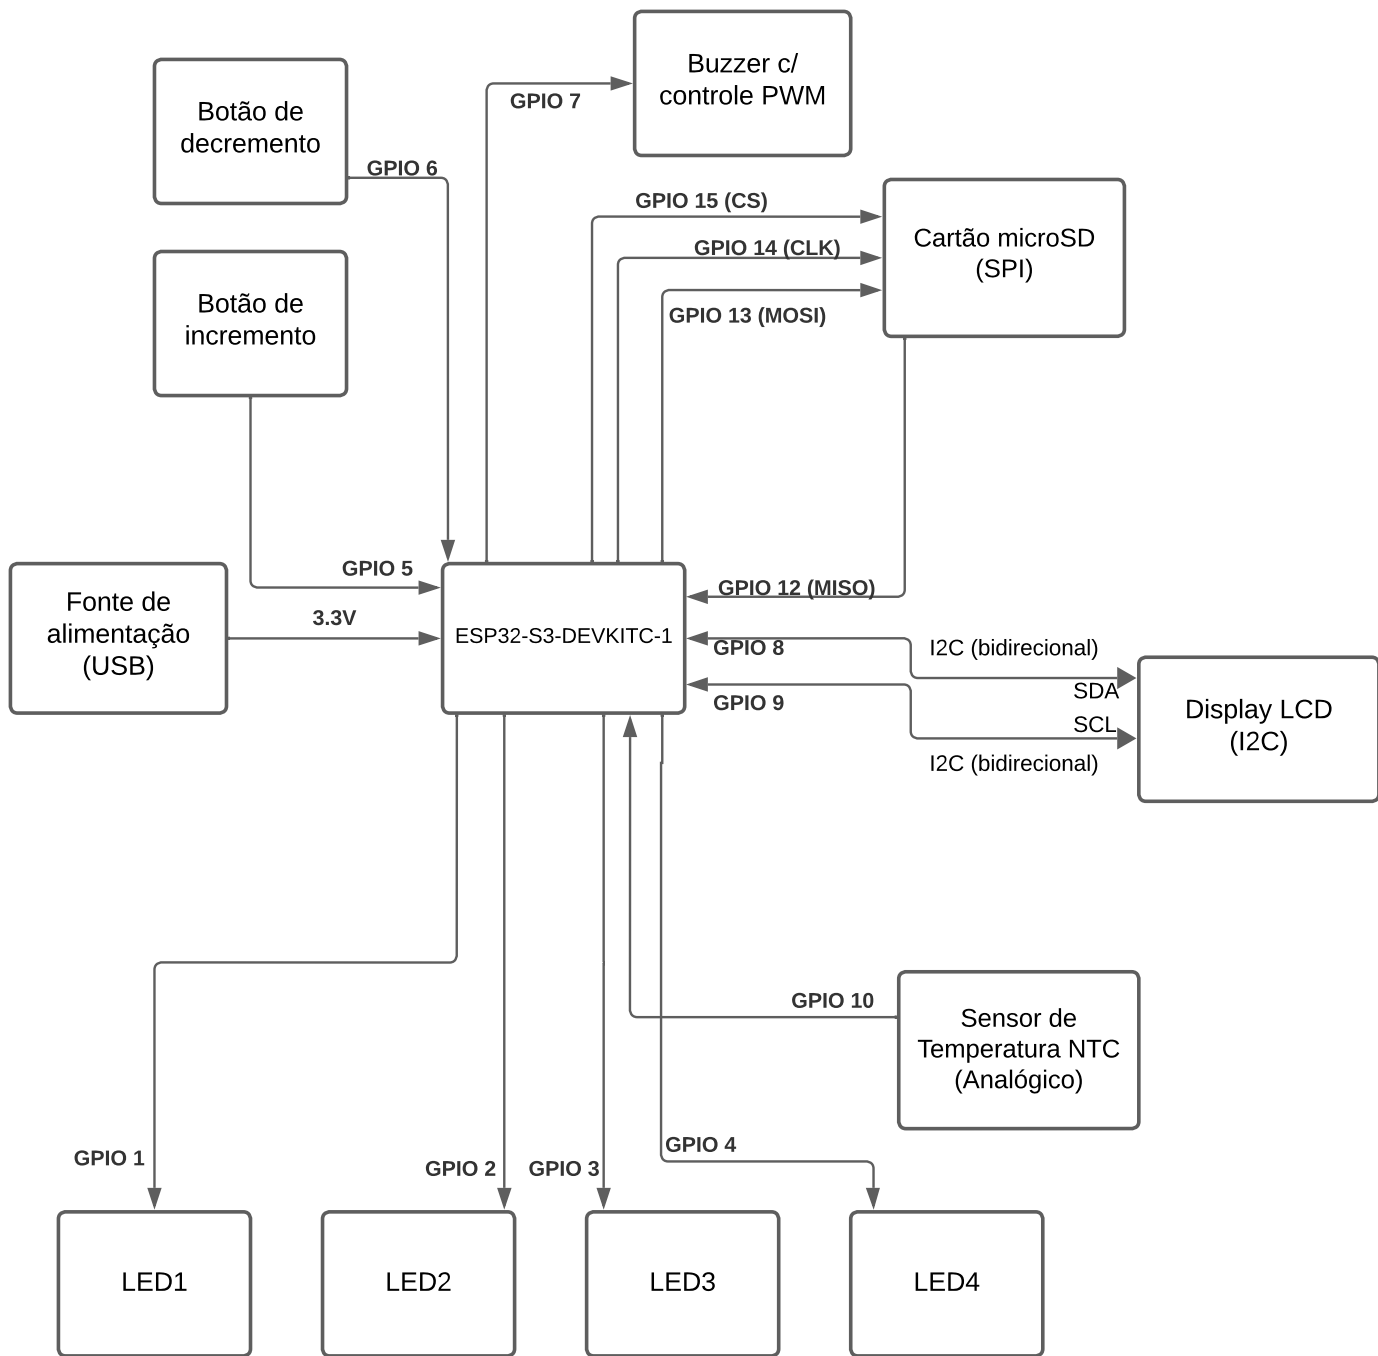 Buzzer c/
controle PWM
Botão de
decremento
GPIO 7
GPIO 6
GPIO 15 (CS)
GPIO 14 (CLK)
GPIO 13 (MOSI)
Cartão microSD
(SPI)
Botão de
incremento
GPIO 5
3.3V
Fonte de
alimentação
(USB)
ESP32-S3-DEVKITC-1
GPIO 12 (MISO)
GPIO 8
I2C (bidirecional)
SDA
GPIO 9
SCL
I2C (bidirecional)
Display LCD
(I2C)
GPIO 10
Sensor de
Temperatura NTC
(Analógico)
GPIO 1
GPIO 2
GPIO 3
GPIO 4
LED1
LED2
LED3
LED4